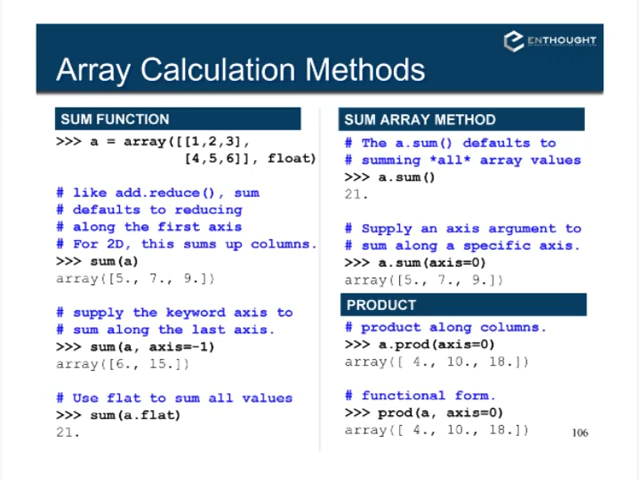 ENTHOUGHT
Array Calculation Methods
SUM FUNCTION
>>> a = array([[1,2,3],
[4,5,6]], float)
# like add.reduce(), sum
# defaults to reducing
# along the first axis
# For 2D, this sums up columns.
>>> sum(a)
array([5., 7., 9.])
# supply the keyword axis to
# sum along the last axis.
>>> sum(a, axis=-1)
array([6., 15.])
# Use flat to sum all values
>>> sum(a.flat)
21.
SUM ARRAY METHOD
# The a.sum() defaults to
# summing *all* array values
>>> a.sum()
21.
# Supply an axis argument to
# sum along a specific axis.
>>> a.sum(axis=0)
array([5., 7., 9.])
PRODUCT
# product along columns.
>>> a.prod(axis=0)
array([ 4., 10., 18.])
# functional form.
>>> prod(a, axis=0)
array([ 4., 10., 18.])
106